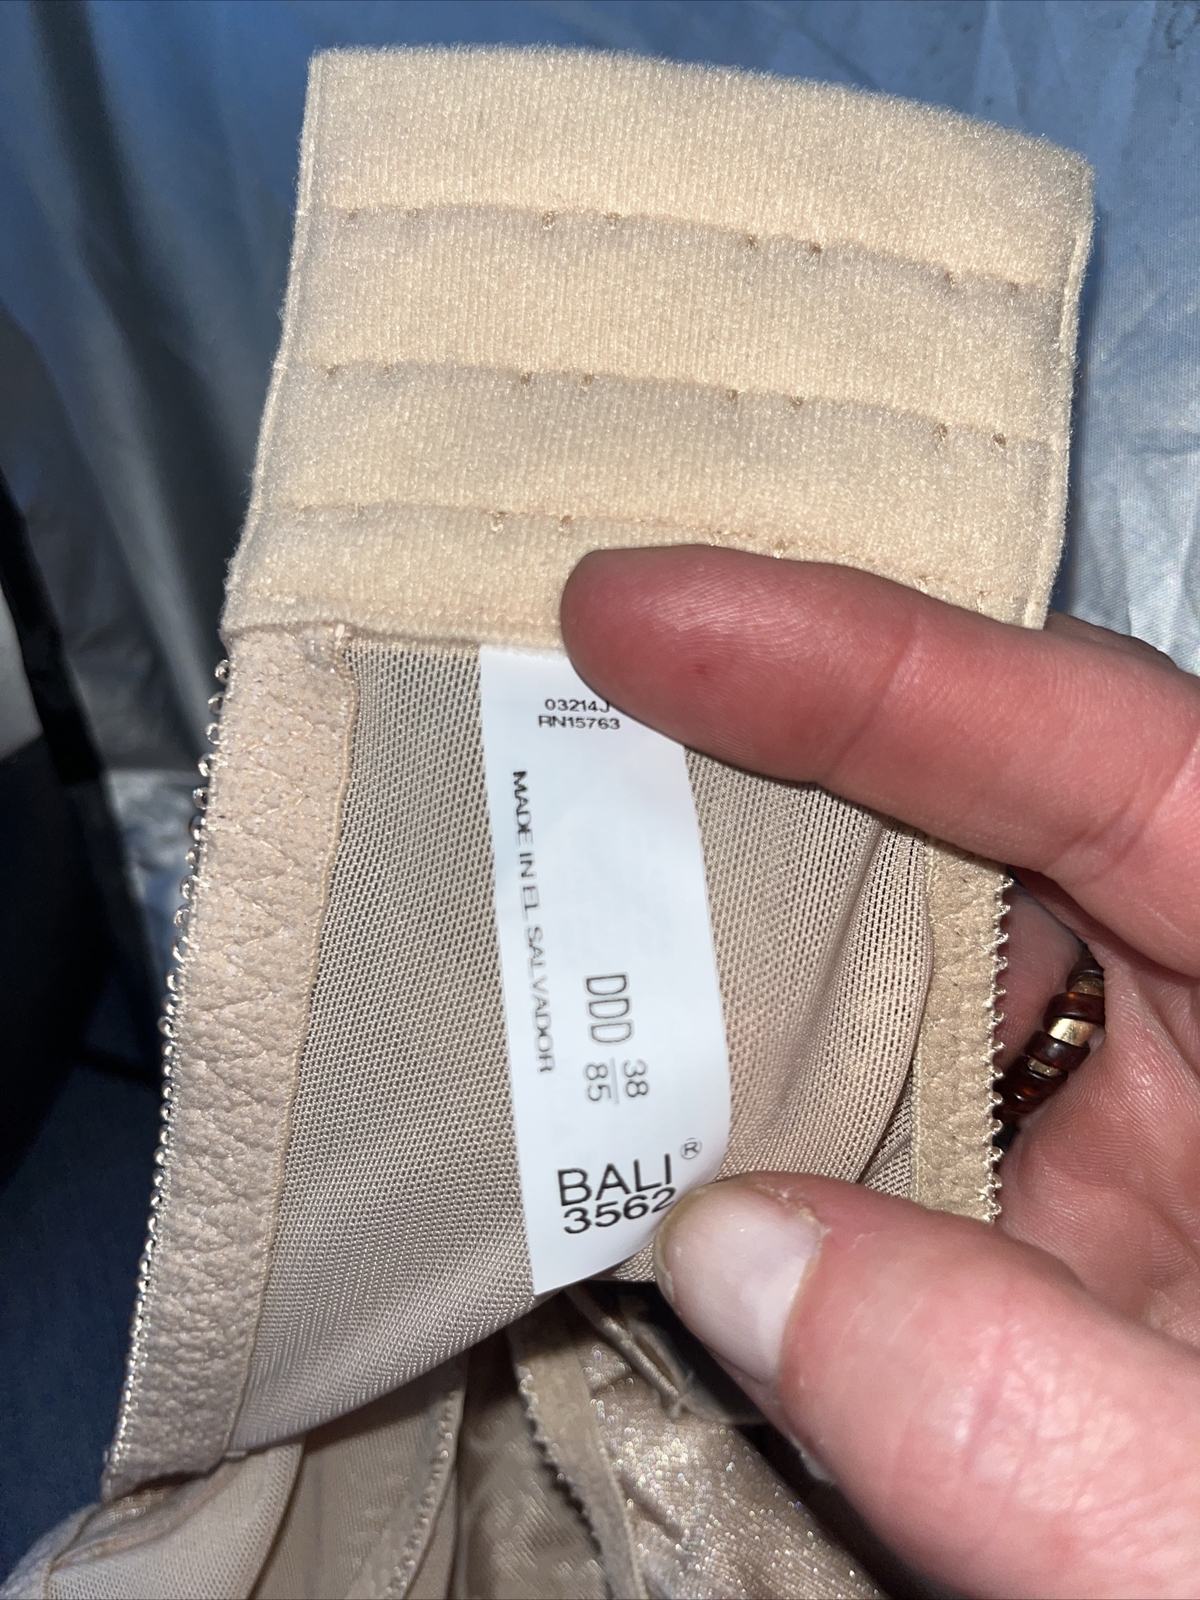 03214J
RN15763
MADE IN EL SALVADOR
DDD 38
85
BALI®
3562